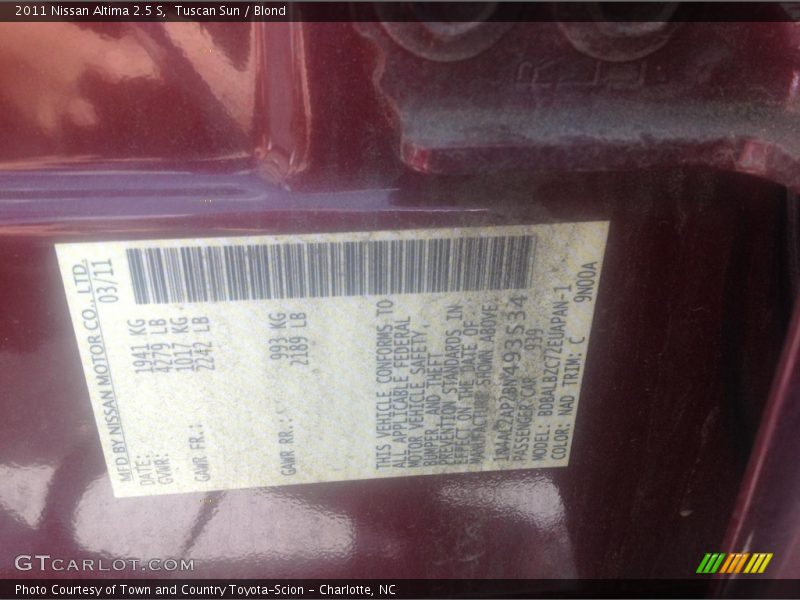 2011 Nissan Altima 2.5 S, Tuscan Sun / Blond
MFD BY NISSAN MOTOR CO., LTD.
DATE: 03/11
GVWR: 1941 KG
4279 LB
GAWR FR.: 1017 KG
2242 LB
GAWR RR.: 993 KG
2189 LB
THIS VEHICLE CONFORMS TO
ALL APPLICABLE FEDERAL
MOTOR VEHICLE SAFETY,
BUMPER, AND THEFT
PREVENTION STANDARDS IN
EFFECT ON THE DATE OF
MANUFACTURE SHOWN ABOVE.
PASSENGER CAR 939
MODEL: 
COLOR: NAD TRIM: C 9N00A
GTCARLOT.COM
Photo Courtesy of Town and Country Toyota-Scion - Charlotte, NC